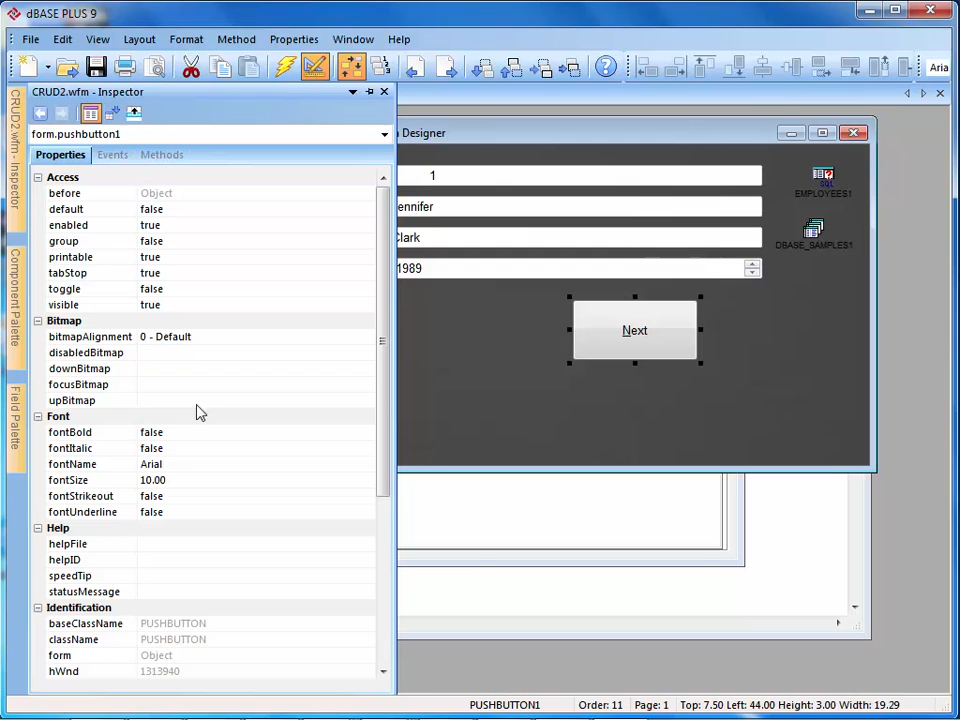 dBASE PLUS 9
File Edit View Layout Format Method Properties Window Help
Aria
CRUD2.wfm - Inspector
form.pushbutton1
Properties Events Methods
Access
before Object
default false
enabled true
group false
printable true
tabStop true
toggle false
visible true
Bitmap
bitmapAlignment 0 - Default
disabledBitmap
downBitmap
focusBitmap
upBitmap
Font
fontBold false
fontItalic false
fontName Arial
fontSize 10.00
fontStrikeout false
fontUnderline false
Help
helpFile
helpID
speedTip
statusMessage
Identification
baseClassName PUSHBUTTON
className PUSHBUTTON
form Object
hWnd 1313940
CRUD2.wfm - Inspector
Component Palette
Field Palette
Designer
1
ennifer
Clark
1989
Next
SQL
EMPLOYEES1
DBASE_SAMPLES1
PUSHBUTTON1 Order: 11 Page: 1 Top: 7.50 Left: 44.00 Height: 3.00 Width: 19.29